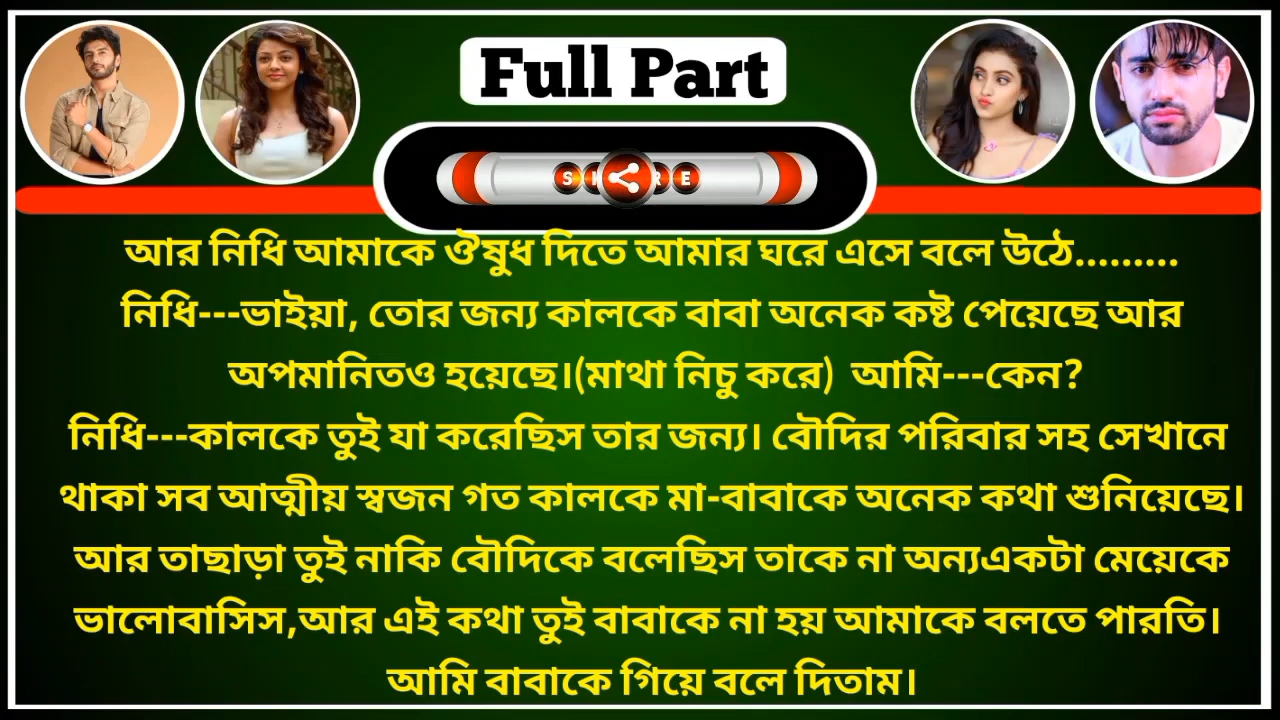 Full Part
S H RE
আর নিধি আমাকে ঔষুধ দিতে আমার ঘরে এসে বলে উঠে.........
নিধি---ভাইয়া, তোর জন্য কালকে বাবা অনেক কষ্ট পেয়েছে আর
অপমানিতও হয়েছে।(মাথা নিচু করে) আমি---কেন?
নিধি---কালকে তুই যা করেছিস তার জন্য। বৌদির পরিবার সহ সেখানে
থাকা সব আত্মীয় স্বজন গত কালকে মা-বাবাকে অনেক কথা শুনিয়েছে।
আর তাছাড়া তুই নাকি বৌদিকে বলেছিস তাকে না অন্যএকটা মেয়েকে
ভালোবাসিস,আর এই কথা তুই বাবাকে না হয় আমাকে বলতে পারতি।
আমি বাবাকে গিয়ে বলে দিতাম।